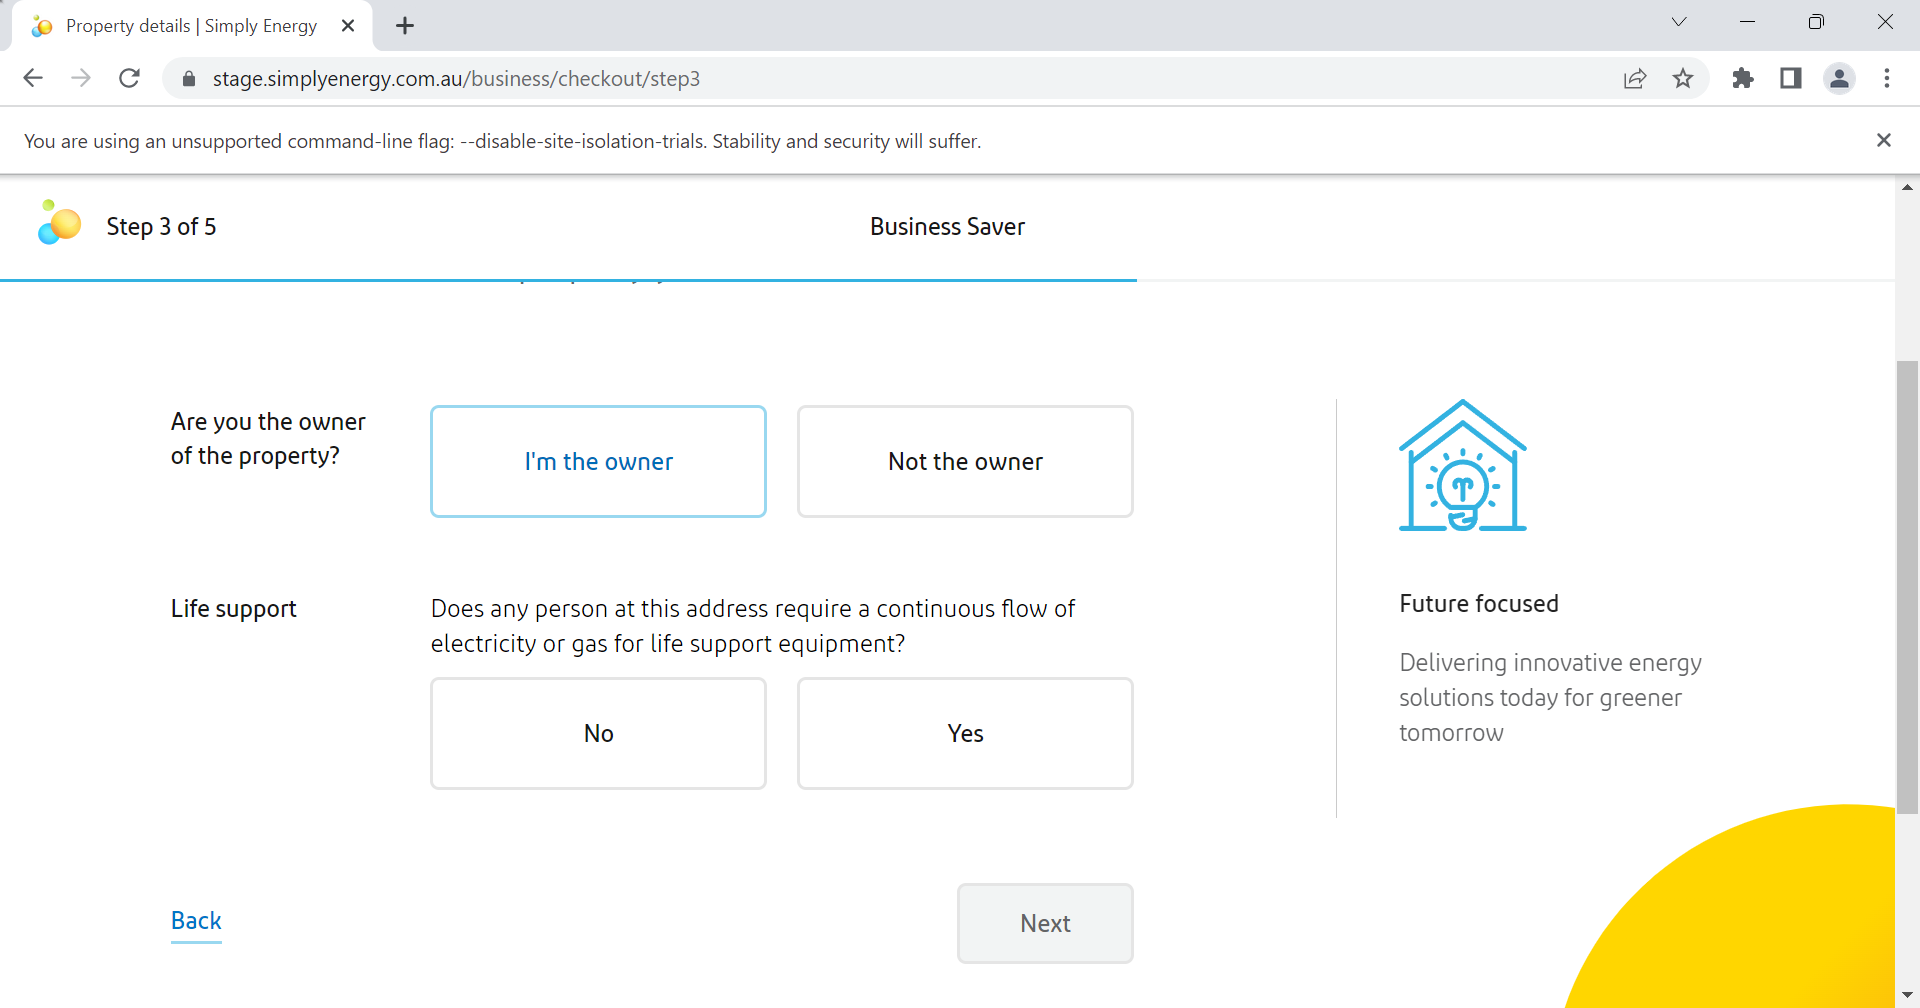 Property details | Simply Energy
stage.simplyenergy.com.au/business/checkout/step3
You are using an unsupported command-line flag: --disable-site-isolation-trials. Stability and security will suffer.
Step 3 of 5
Business Saver
Are you the owner
of the property?
I'm the owner
Not the owner
Life support
Does any person at this address require a continuous flow of
electricity or gas for life support equipment?
No
Yes
Back
Next
Future focused
Delivering innovative energy
solutions today for greener
tomorrow